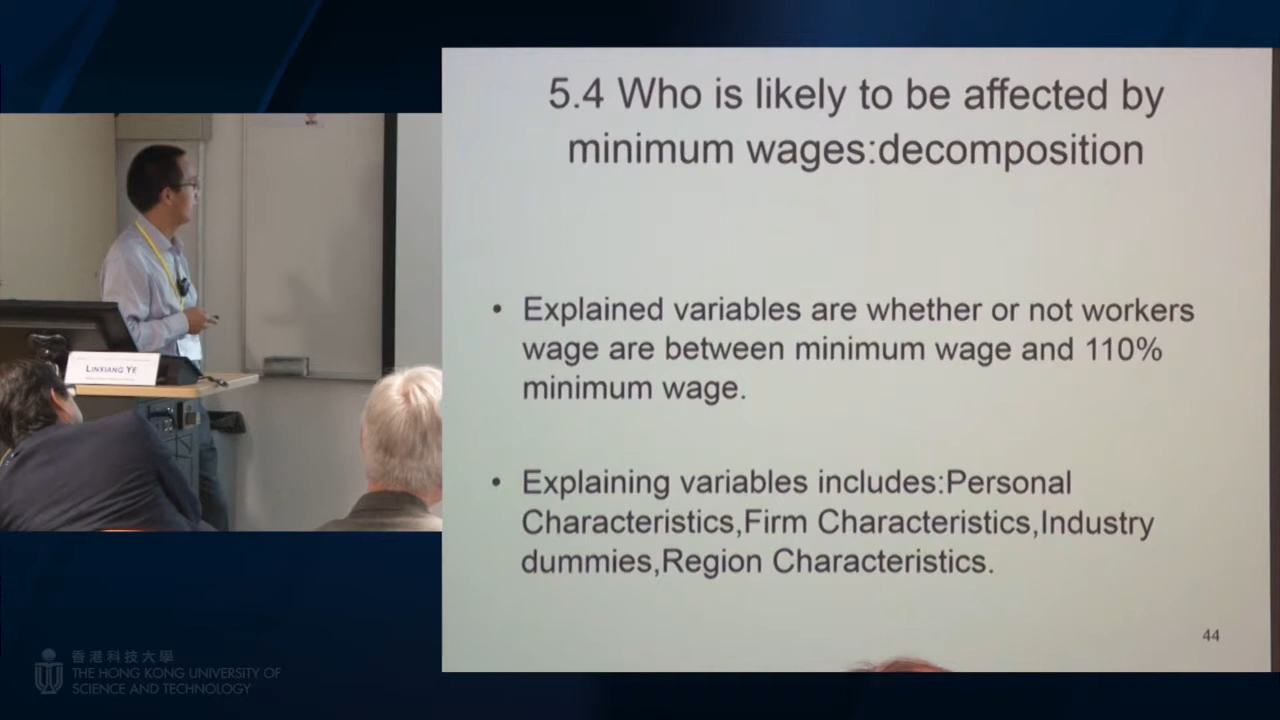 5.4 Who is likely to be affected by
minimum wages:decomposition
• Explained variables are whether or not workers
wage are between minimum wage and 110%
minimum wage.
• Explaining variables includes:Personal
Characteristics,Firm Characteristics,Industry
dummies,Region Characteristics.
44
LINXIANG YE
香港科技大學
THE HONG KONG UNIVERSITY OF
SCIENCE AND TECHNOLOGY